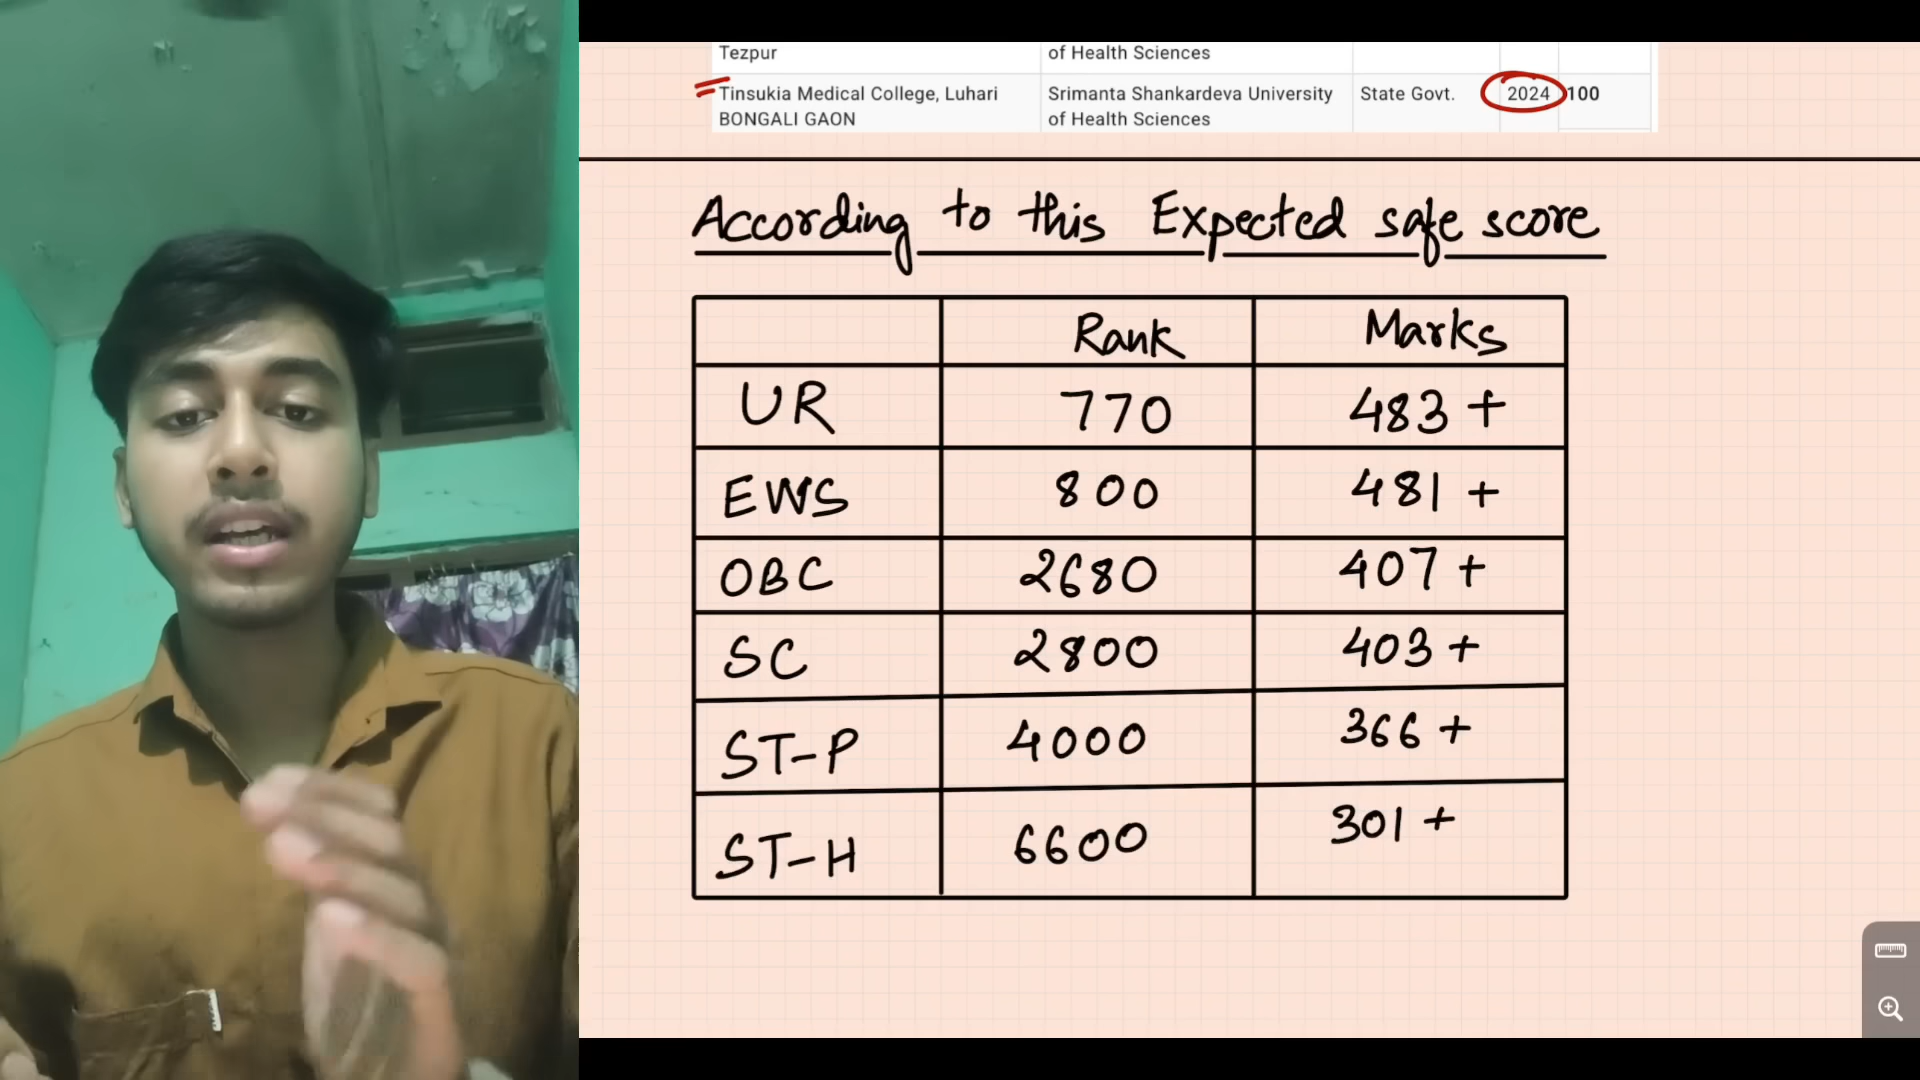 Tezpur of Health Sciences
Tinsukia Medical College, Luhari Srimanta Shankardeva University State Govt. 2024 100
BONGALI GAON of Health Sciences
According to this Expected safe score
Rank Marks
UR 770 483 +
EWS 800 481 +
OBC 2680 407 +
SC 2800 403 +
ST-P 4000 366 +
ST-H 6600 301 +